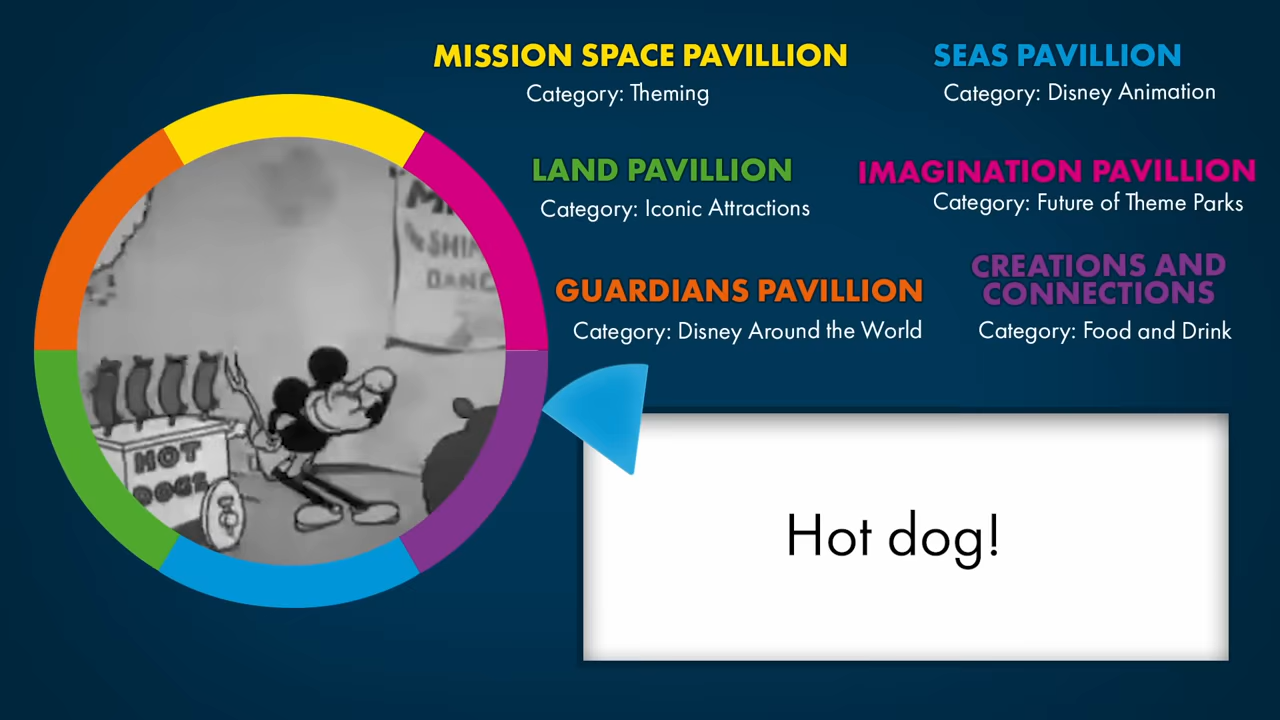 MISSION SPACE PAVILLION
Category: Theming
SEAS PAVILLION
Category: Disney Animation
LAND PAVILLION
Category: Iconic Attractions
IMAGINATION PAVILLION
Category: Future of Theme Parks
GUARDIANS PAVILLION
Category: Disney Around the World
CREATIONS AND
CONNECTIONS
Category: Food and Drink
HOT
DOGS
Hot dog!